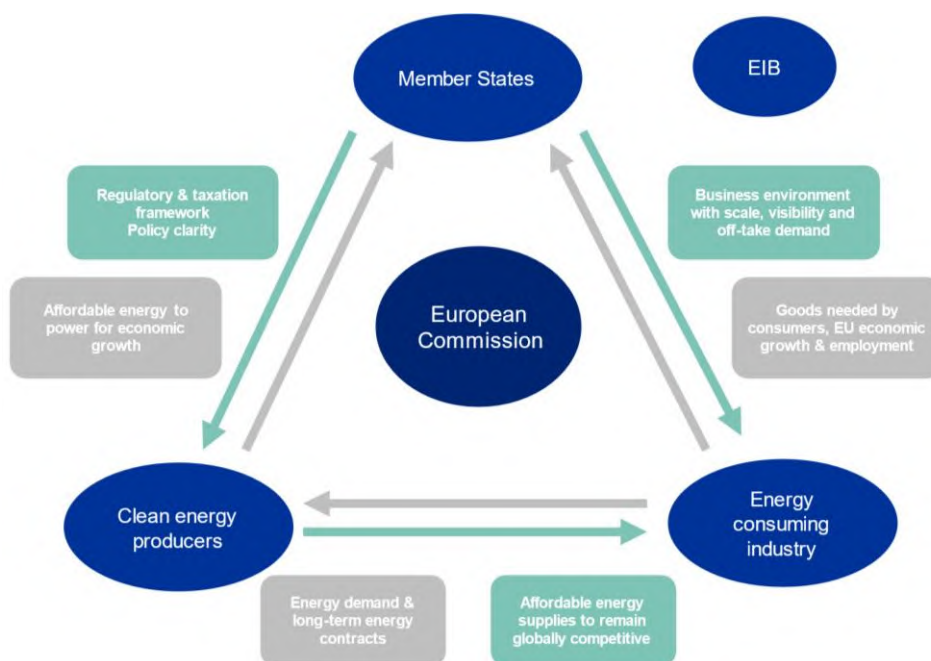 Member States
EIB
Regulatory & taxation
framework
Policy clarity
Business environment
with scale, visibility and
off-take demand
Affordable energy to
power for economic
growth
European
Commission
Goods needed by
consumers, EU economic
growth & employment
Clean energy
producers
Energy
consuming
industry
Energy demand &
long-term energy
contracts
Affordable energy
supplies to remain
globally competitive